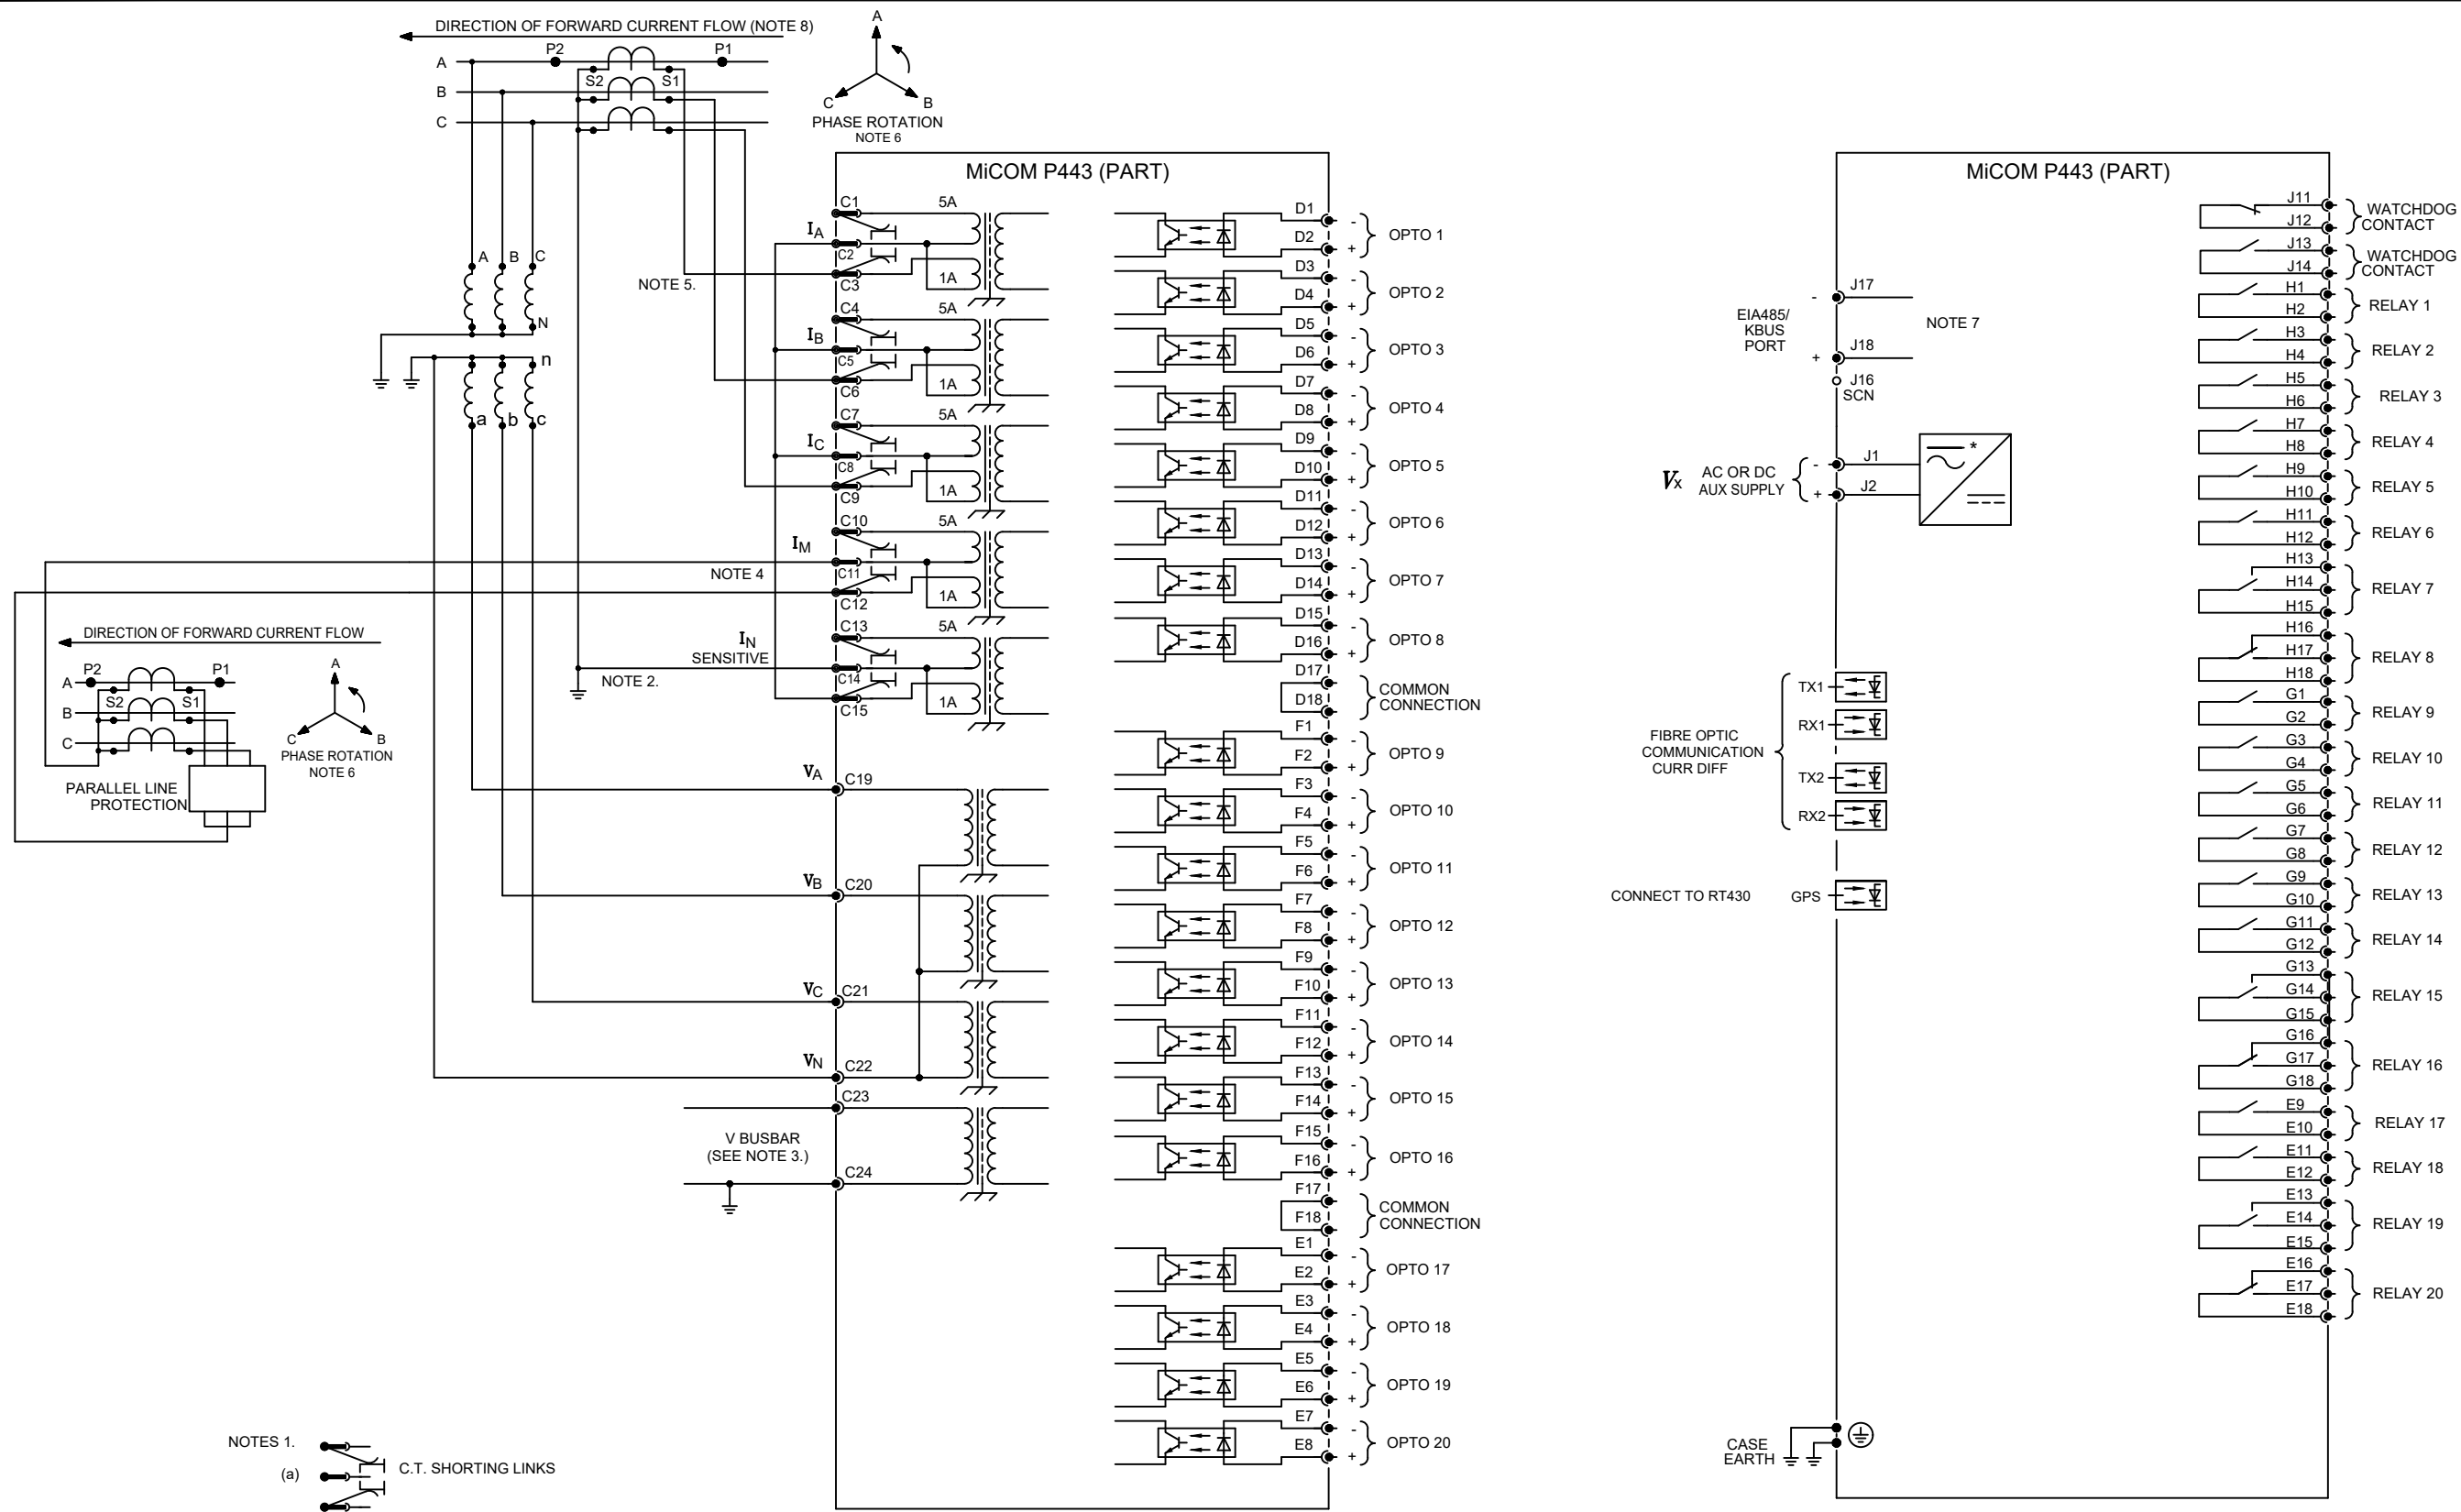 DIRECTION OF FORWARD CURRENT FLOW (NOTE 8)
A
P2
P1
S2
S1
B
C
A
C
B
PHASE ROTATION
NOTE 6
A
B
C
N
n
a
b
c
NOTE 5.
NOTE 4
NOTE 2.
DIRECTION OF FORWARD CURRENT FLOW
A
P2
P1
S2
S1
B
C
A
C
B
PHASE ROTATION
NOTE 6
PARALLEL LINE
PROTECTION
MiCOM P443 (PART)
C1
5A
IA
C2
1A
C3
C4
5A
IB
C5
1A
C6
C7
5A
IC
C8
1A
C9
C10
5A
IM
C11
1A
C12
C13
5A
IN
SENSITIVE
C14
1A
C15
VA
C19
VB
C20
VC
C21
VN
C22
C23
V BUSBAR
(SEE NOTE 3.)
C24
D1 -
D2 +
OPTO 1
D3 -
D4 +
OPTO 2
D5 -
D6 +
OPTO 3
D7 -
D8 +
OPTO 4
D9 -
D10 +
OPTO 5
D11 -
D12 +
OPTO 6
D13 -
D14 +
OPTO 7
D15 -
D16 +
OPTO 8
D17
D18
COMMON
CONNECTION
F1 -
F2 +
OPTO 9
F3 -
F4 +
OPTO 10
F5 -
F6 +
OPTO 11
F7 -
F8 +
OPTO 12
F9 -
F10 +
OPTO 13
F11 -
F12 +
OPTO 14
F13 -
F14 +
OPTO 15
F15 -
F16 +
OPTO 16
F17
F18
COMMON
CONNECTION
E1 -
E2 +
OPTO 17
E3 -
E4 +
OPTO 18
E5 -
E6 +
OPTO 19
E7 -
E8 +
OPTO 20
MiCOM P443 (PART)
- J17
EIA485/
KBUS
PORT
NOTE 7
+ J18
J16
SCN
Vx
AC OR DC
AUX SUPPLY
- J1
+ J2
*
FIBRE OPTIC
COMMUNICATION
CURR DIFF
TX1
RX1
TX2
RX2
CONNECT TO RT430
GPS
CASE
EARTH
J11
J12
WATCHDOG
CONTACT
J13
J14
WATCHDOG
CONTACT
H1
H2
RELAY 1
H3
H4
RELAY 2
H5
H6
RELAY 3
H7
H8
RELAY 4
H9
H10
RELAY 5
H11
H12
RELAY 6
H13
H14
H15
RELAY 7
H16
H17
H18
RELAY 8
G1
G2
RELAY 9
G3
G4
RELAY 10
G5
G6
RELAY 11
G7
G8
RELAY 12
G9
G10
RELAY 13
G11
G12
RELAY 14
G13
G14
G15
RELAY 15
G16
G17
G18
RELAY 16
E9
E10
RELAY 17
E11
E12
RELAY 18
E13
E14
E15
RELAY 19
E16
E17
E18
RELAY 20
NOTES 1.
(a)
C.T. SHORTING LINKS